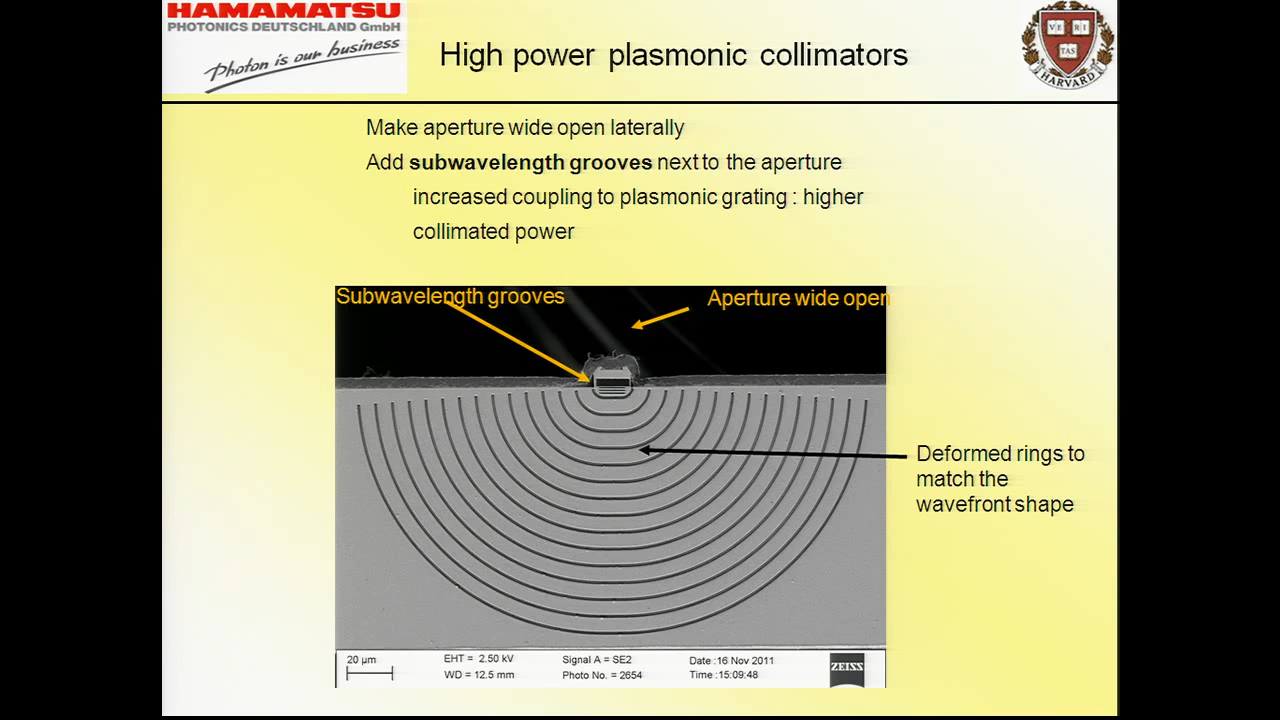 HAMAMATSU
PHOTONICS DEUTSCHLAND GmbH
Photon is our business
High power plasmonic collimators
VE RI
TAS
HARVARD
Make aperture wide open laterally
Add subwavelength grooves next to the aperture
increased coupling to plasmonic grating : higher
collimated power
Subwavelength grooves
Aperture wide open
Deformed rings to
match the
wavefront shape
20 µm
EHT = 2.50 kV
Signal A = SE2
Date :16 Nov 2011
WD = 12.5 mm
Photo No. = 2654
Time :15:09:48
ZEISS